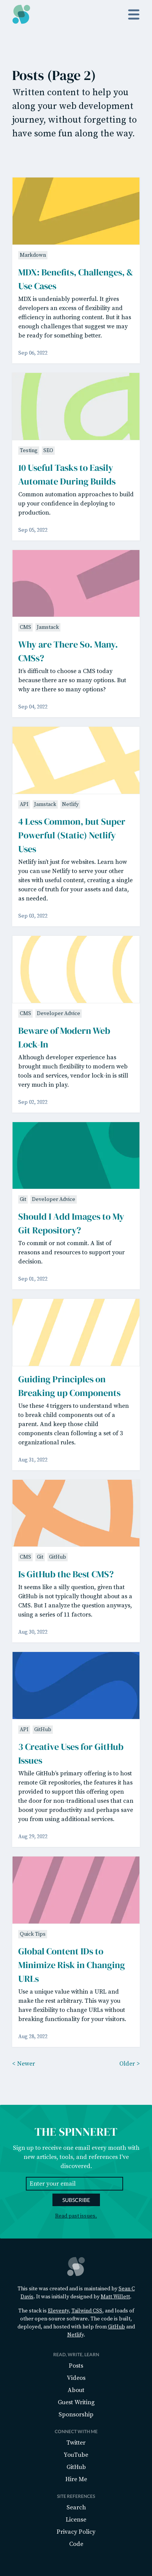 Posts (Page 2)
Written content to help you
along your web development
journey, without forgetting to
have some fun along the way.
Markdown
MDX: Benefits, Challenges, &
Use Cases
MDX is undeniably powerful. It gives
developers an excess of flexibility and
efficiency in authoring content. But it has
enough challenges that suggest we may
be ready for something better.
Sep 06, 2022
Testing SEO
10 Useful Tasks to Easily
Automate During Builds
Common automation approaches to build
up your confidence in deploying to
production.
Sep 05, 2022
CMS Jamstack
Why are There So. Many.
CMSs?
It's difficult to choose a CMS today
because there are so many options. But
why are there so many options?
Sep 04, 2022
API Jamstack Netlify
4 Less Common, but Super
Powerful (Static) Netlify
Uses
Netlify isn't just for websites. Learn how
you can use Netlify to serve your other
sites with added content, creating a single
source of truth for your assets and data,
as needed.
Sep 03, 2022
CMS Developer Advice
Beware of Modern Web
Lock-In
Although developer experience has
brought much flexibility to modern web
tools and services, vendor lock-in is still
very much in play.
Sep 02, 2022
Git Developer Advice
Should I Add Images to My
Git Repository?
To commit or not commit. A list of
reasons and resources to support your
decision.
Sep 01, 2022
Guiding Principles on
Breaking up Components
Use these 4 triggers to understand when
to break child components out of a
parent. And keep those child
components clean following a set of 3
organizational rules.
Aug 31, 2022
CMS Git GitHub
Is GitHub the Best CMS?
It seems like a silly question, given that
GitHub is not typically thought about as a
CMS. But I analyze the question anyways,
using a series of 11 factors.
Aug 30, 2022
API GitHub
3 Creative Uses for GitHub
Issues
While GitHub's primary offering is to host
remote Git repositories, the features it has
provided to support this offering open
the door for non traditional uses that can
boost your productivity and perhaps save
you from using additional services.
Aug 29, 2022
Quick Tips
Global Content IDs to
Minimize Risk in Changing
URLs
Use a unique value within a URL and
make the rest arbitrary. This way you
have flexibility to change URLs without
breaking functionality for your visitors.
Aug 28, 2022
< Newer Older >
THE SPINNERET
Sign up to receive one email every month with
new articles, tools, and references I've
discovered.
Enter your email
SUBSCRIBE
Read past issues.
This site was created and is maintained by Sean C
Davis. It was initially designed by Matt Willett.
The stack is Eleventy, Tailwind CSS, and loads of
other open source software. The code is built,
deployed, and hosted with help from GitHub and
Netlify.
READ, WRITE, LEARN
Posts
Videos
About
Guest Writing
Sponsorship
CONNECT WITH ME
Twitter
YouTube
GitHub
Hire Me
SITE REFERENCES
Search
License
Privacy Policy
Code